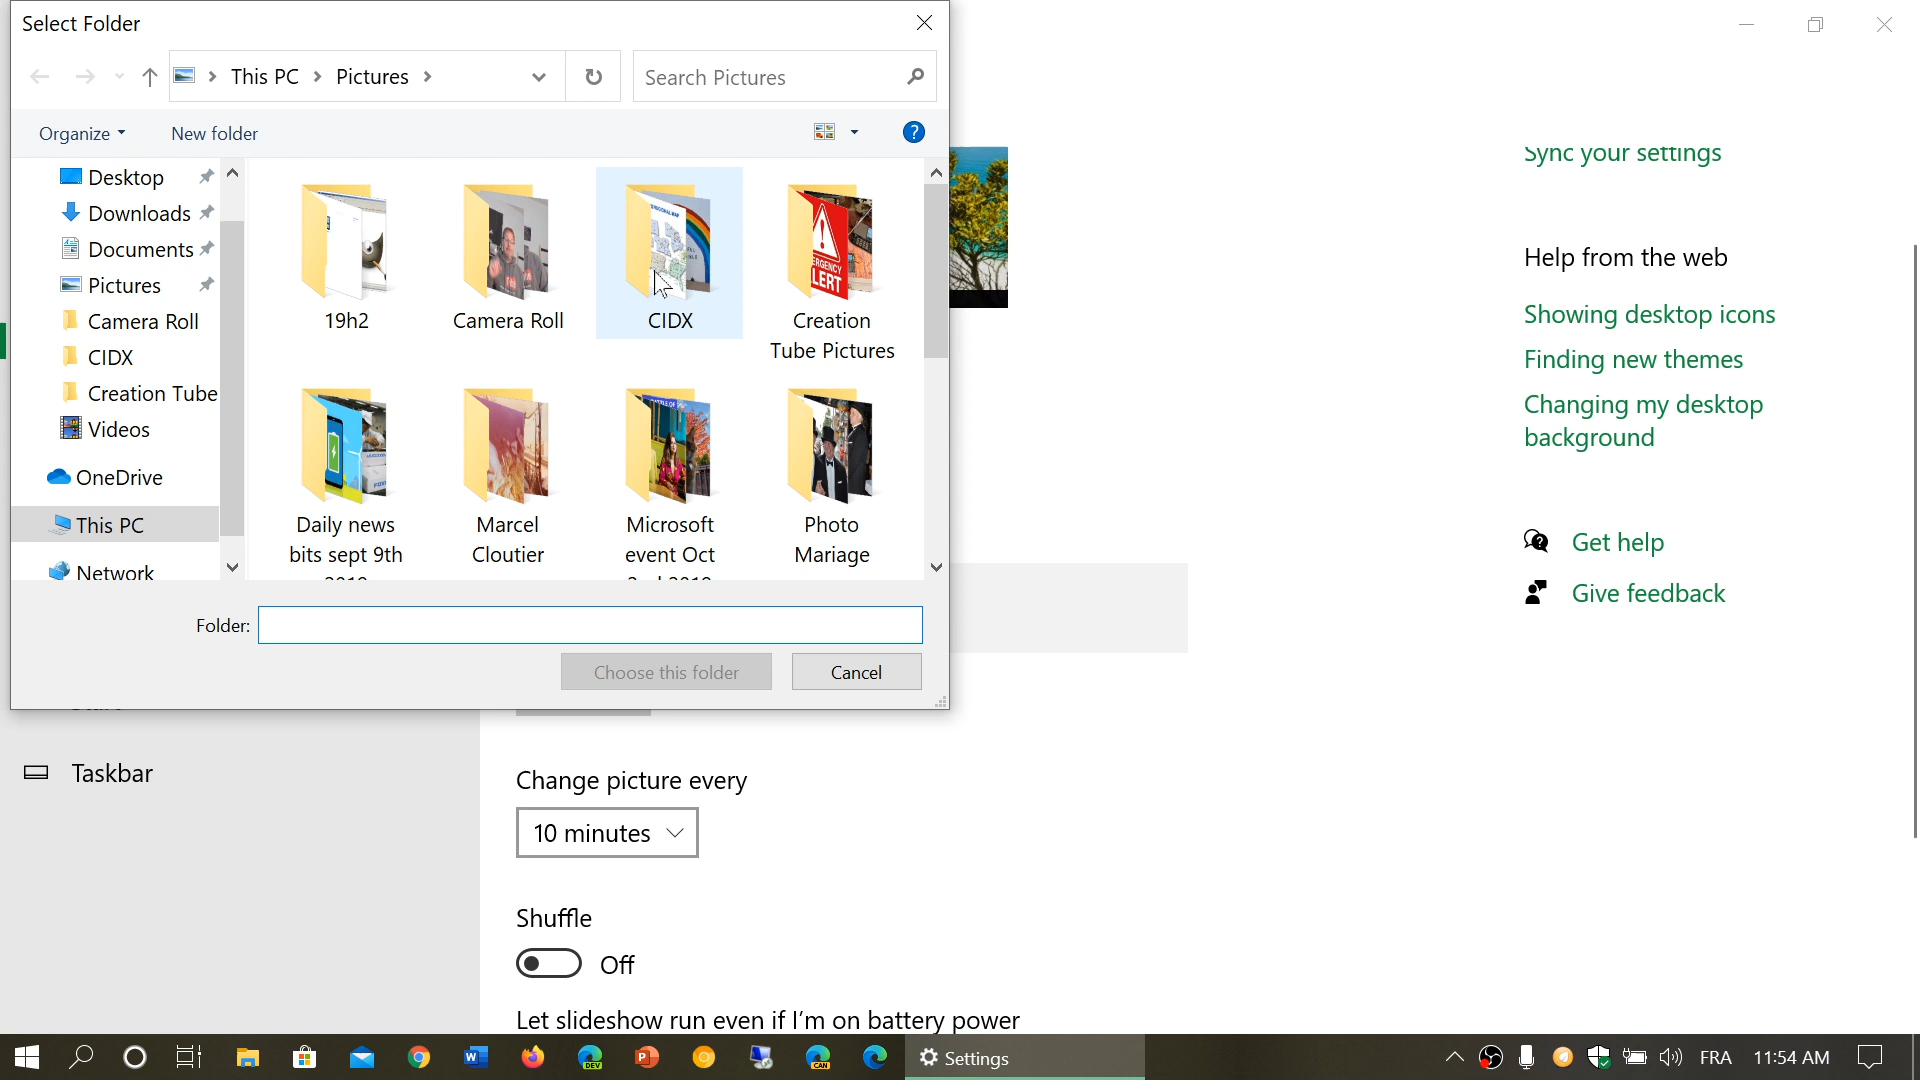 Select Folder
This PC
Pictures
Search Pictures
Organize
New folder
?
Desktop
Downloads
Documents
Pictures
Camera Roll
CIDX
Creation Tube
Videos
OneDrive
This PC
Network
19h2
Camera Roll
CIDX
Creation
Tube Pictures
Daily news
bits sept 9th
2019
Marcel
Cloutier
Microsoft
event Oct
2nd 2019
Photo
Mariage
Folder:
Choose this folder
Cancel
Taskbar
Change picture every
10 minutes
Shuffle
Off
Let slideshow run even if I'm on battery power
Sync your settings
Help from the web
Showing desktop icons
Finding new themes
Changing my desktop
background
Get help
Give feedback
Settings
FRA
11:54 AM